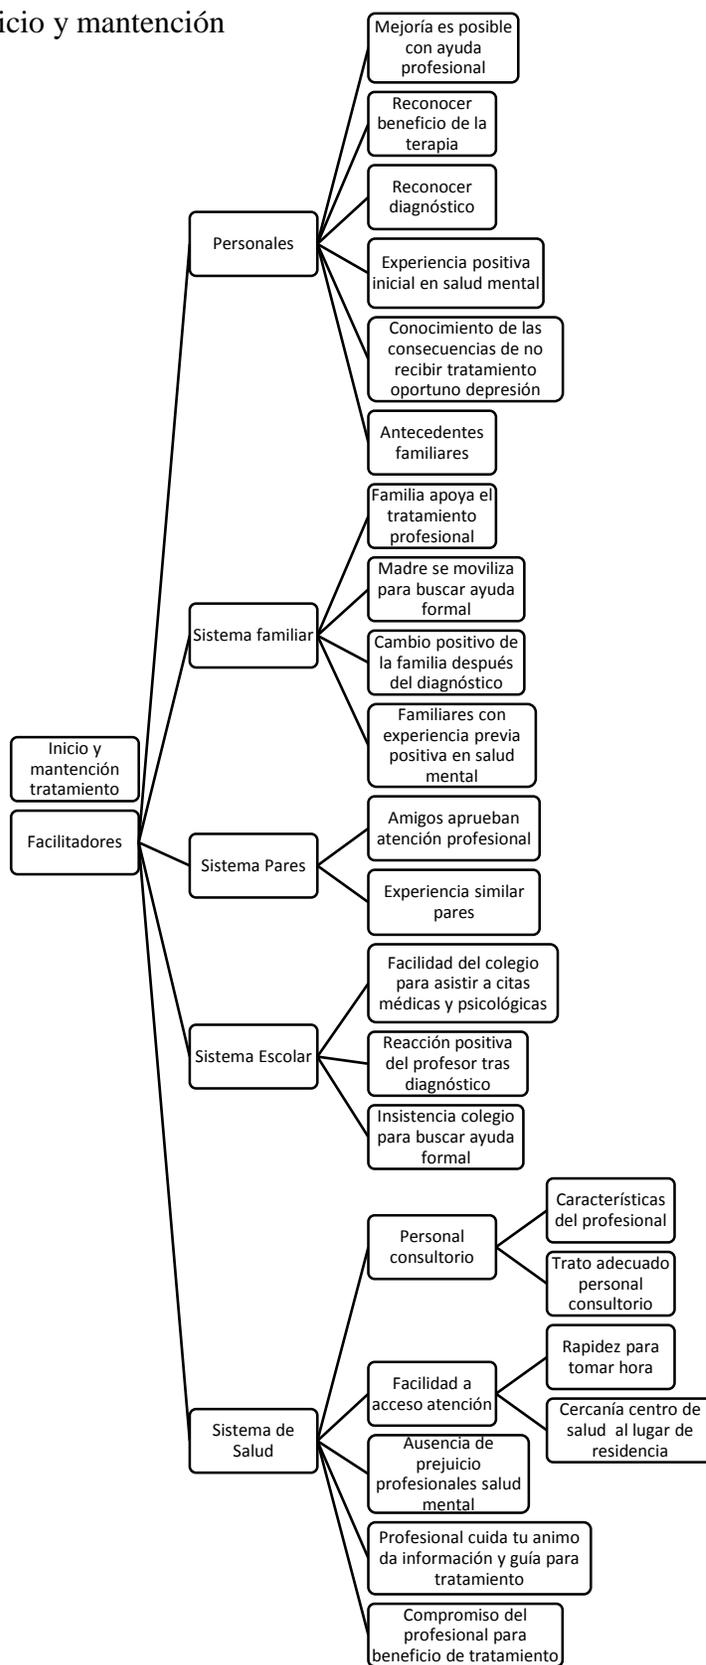 icio y mantención
Mejoría es posible
con ayuda
profesional
Reconocer
beneficio de la
terapia
Reconocer
diagnóstico
Personales
Experiencia positiva
inicial en salud mental
Conocimiento de las
consecuencias de no
recibir tratamiento
oportuno depresión
Antecedentes
familiares
Familia apoya el
tratamiento
profesional
Madre se moviliza
para buscar ayuda
formal
Sistema familiar
Cambio positivo de
la familia después
del diagnóstico
Familiares con
experiencia previa
positiva en salud
mental
Inicio y
mantención
tratamiento
Facilitadores
Amigos aprueban
atención profesional
Sistema Pares
Experiencia similar
pares
Facilidad del colegio
para asistir a citas
médicas y psicológicas
Sistema Escolar
Reacción positiva
del profesor tras
diagnóstico
Insistencia colegio
para buscar ayuda
formal
Personal
consultorio
Características
del profesional
Trato adecuado
personal
consultorio
Facilidad a
acceso atención
Rapidez para
tomar hora
Cercanía centro de
salud al lugar de
residencia
Sistema de
Salud
Ausencia de
prejuicio
profesionales salud
mental
Profesional cuida tu animo
da información y guía para
tratamiento
Compromiso del
profesional para
beneficio de tratamiento